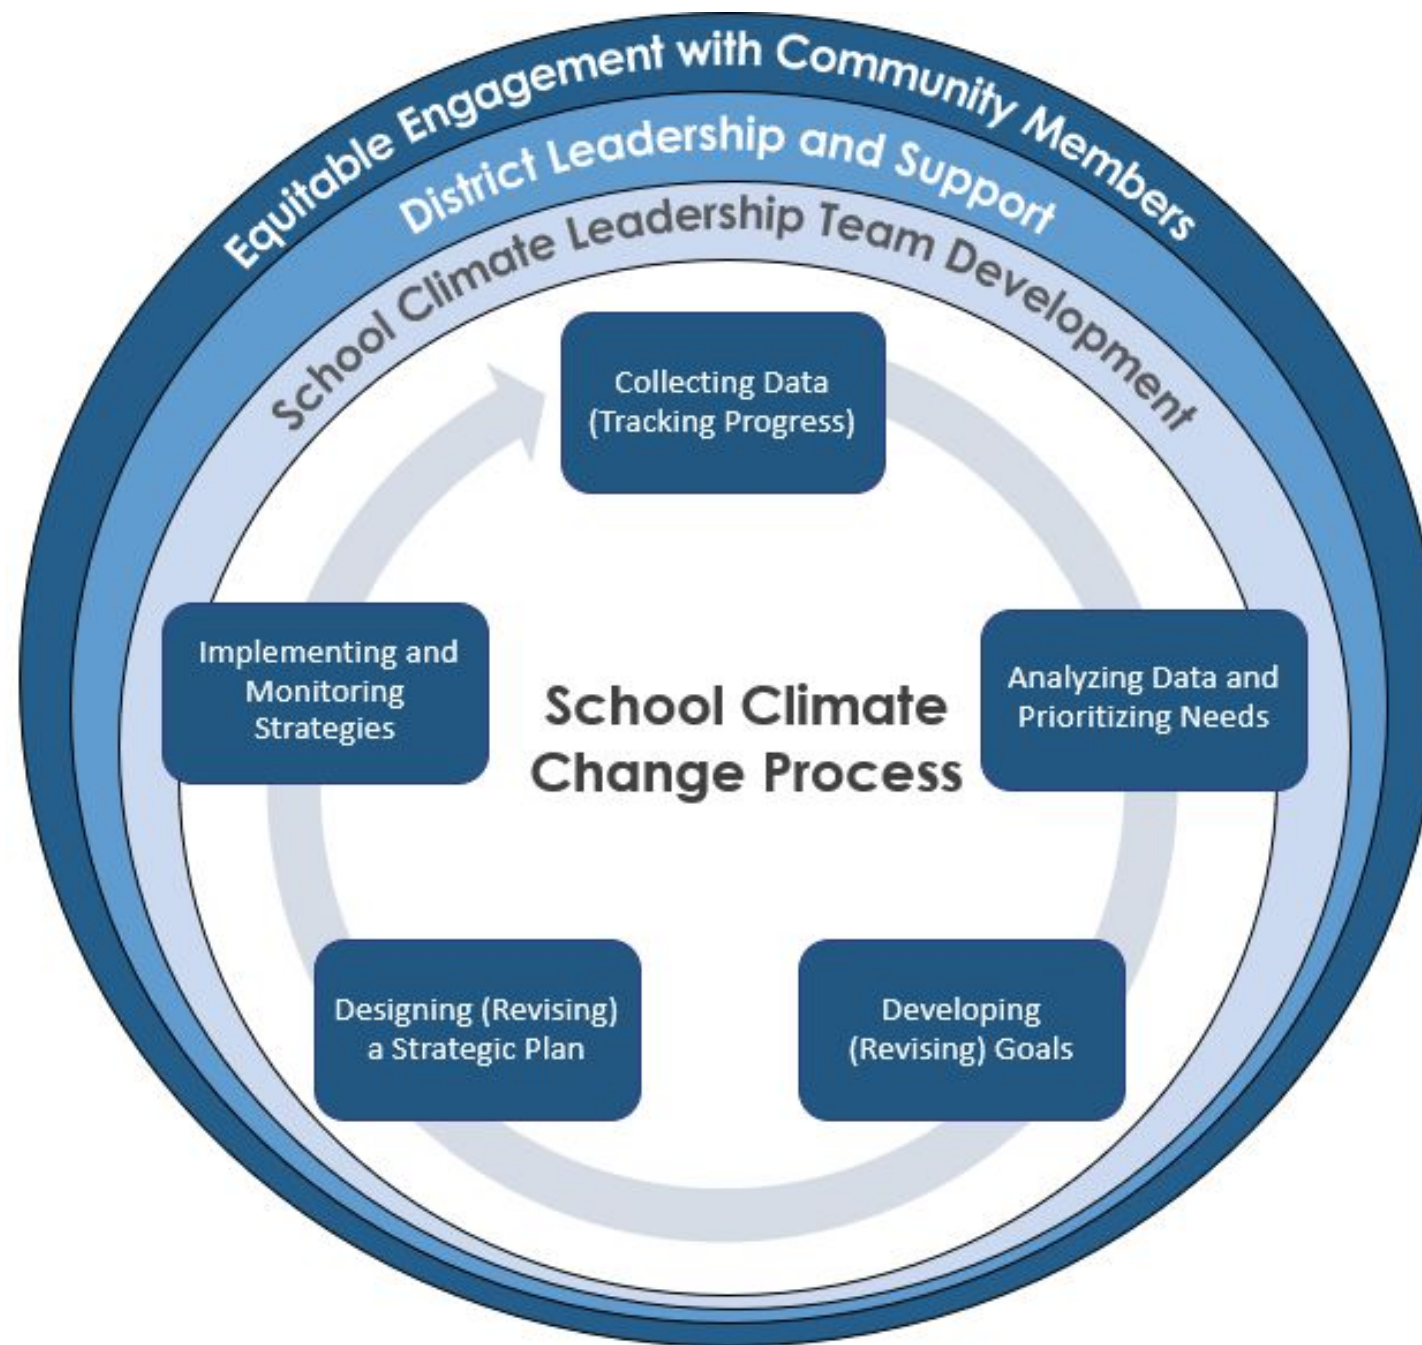 Equitable Engagement with Community Members
District Leadership and Support
School Climate Leadership Team Development
Collecting Data
(Tracking Progress)
Analyzing Data and
Prioritizing Needs
Developing
(Revising) Goals
Designing (Revising)
a Strategic Plan
Implementing and
Monitoring
Strategies
School Climate
Change Process